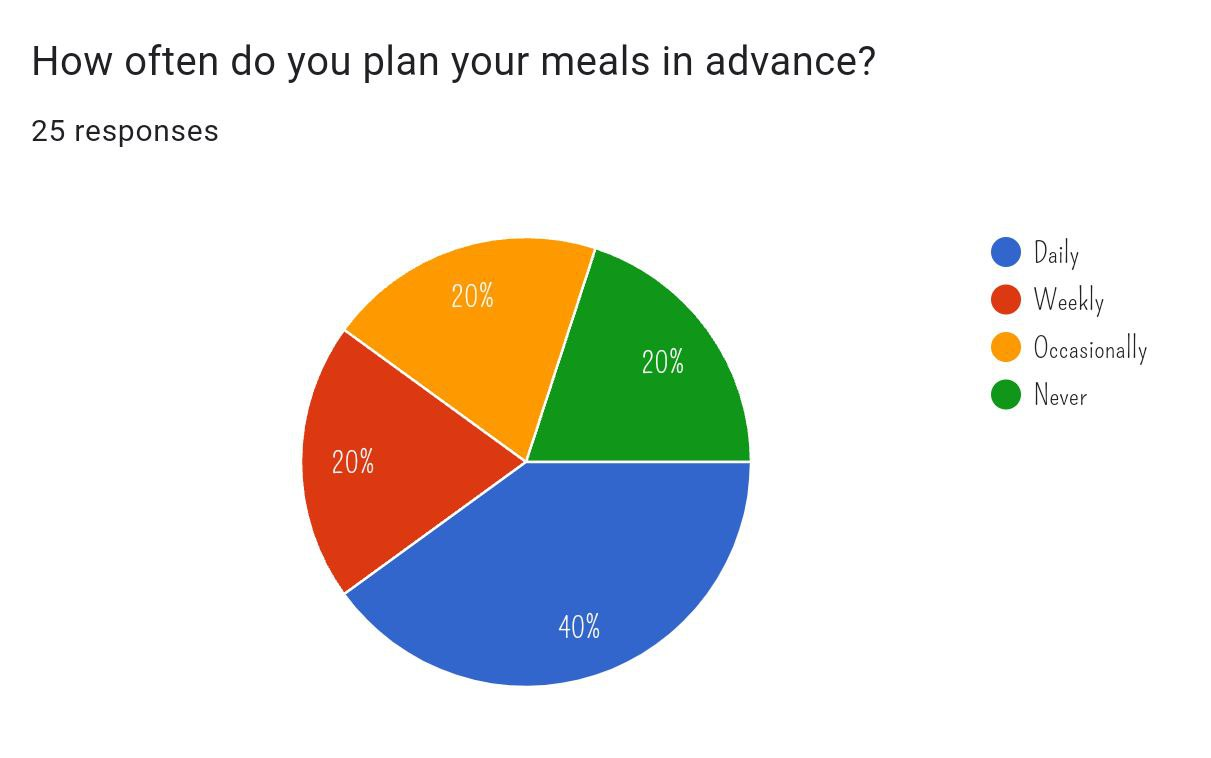 How often do you plan your meals in advance?
25 responses
20%
20%
20%
40%
Daily
Weekly
Occasionally
Never